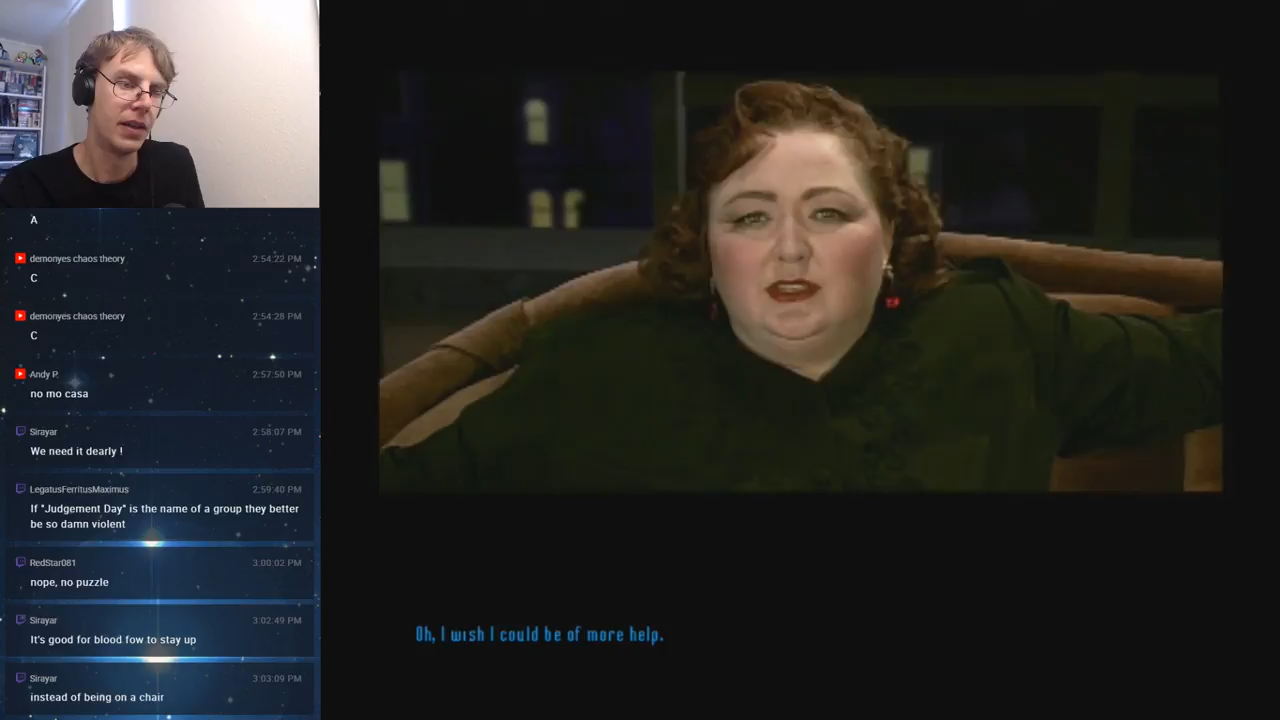 A
demonyes chaos theory 2:54:22 PM
C
demonyes chaos theory 2:54:28 PM
C
Andy P. 2:57:50 PM
no mo casa
Sirayar 2:58:07 PM
We need it dearly !
LegatusFerritusMaximus 2:59:40 PM
If "Judgement Day" is the name of a group they better
be so damn violent
RedStar081 3:00:02 PM
nope, no puzzle
Sirayar 3:02:49 PM
It's good for blood fow to stay up
Sirayar 3:03:09 PM
instead of being on a chair
Oh, I wish I could be of more help.